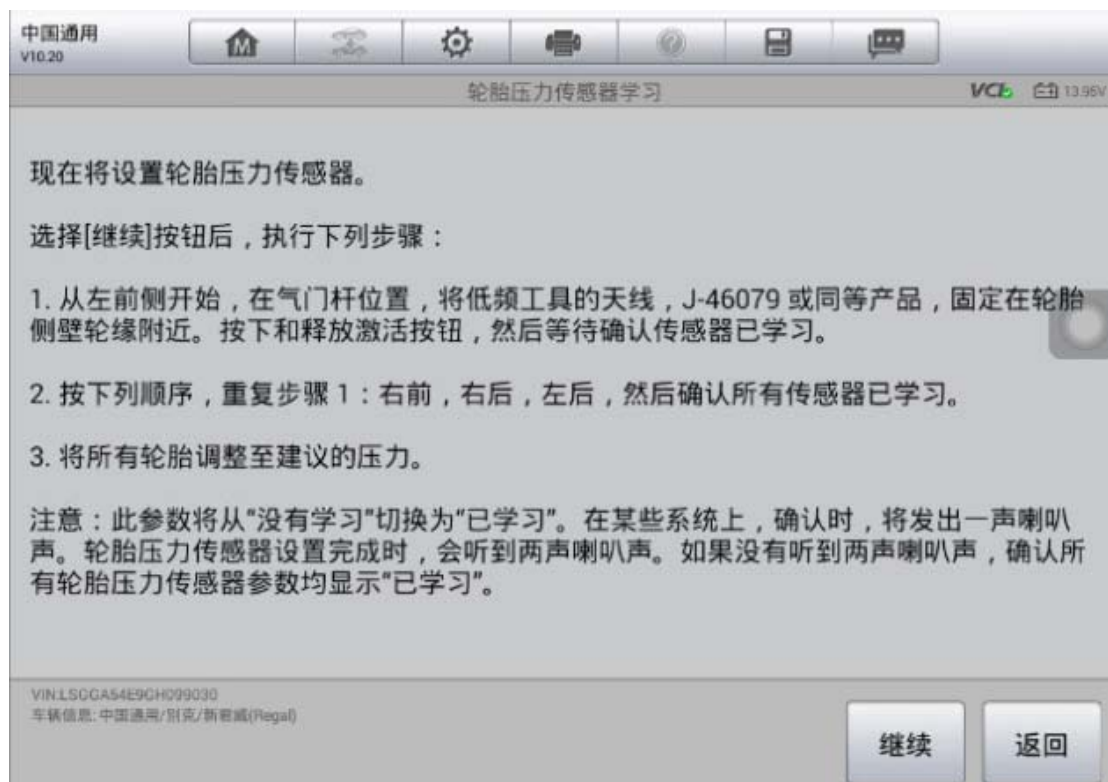 中国通用
V10.20
轮胎压力传感器学习
VCI
13.95V
现在将设置轮胎压力传感器。
选择[继续]按钮后，执行下列步骤：
1. 从左前侧开始，在气门杆位置，将低频工具的天线，J-46079 或同等产品，固定在轮胎
侧壁轮缘附近。按下和释放激活按钮，然后等待确认传感器已学习。
2. 按下列顺序，重复步骤 1：右前，右后，左后，然后确认所有传感器已学习。
3. 将所有轮胎调整至建议的压力。
注意：此参数将从"没有学习"切换为"已学习"。在某些系统上，确认时，将发出一声喇叭
声。轮胎压力传感器设置完成时，会听到两声喇叭声。如果没有听到两声喇叭声，确认所
有轮胎压力传感器参数均显示"已学习"。
VIN:LSGGA54E9GH099030
车辆信息: 中国通用/别克/新君威(Regal)
继续
返回